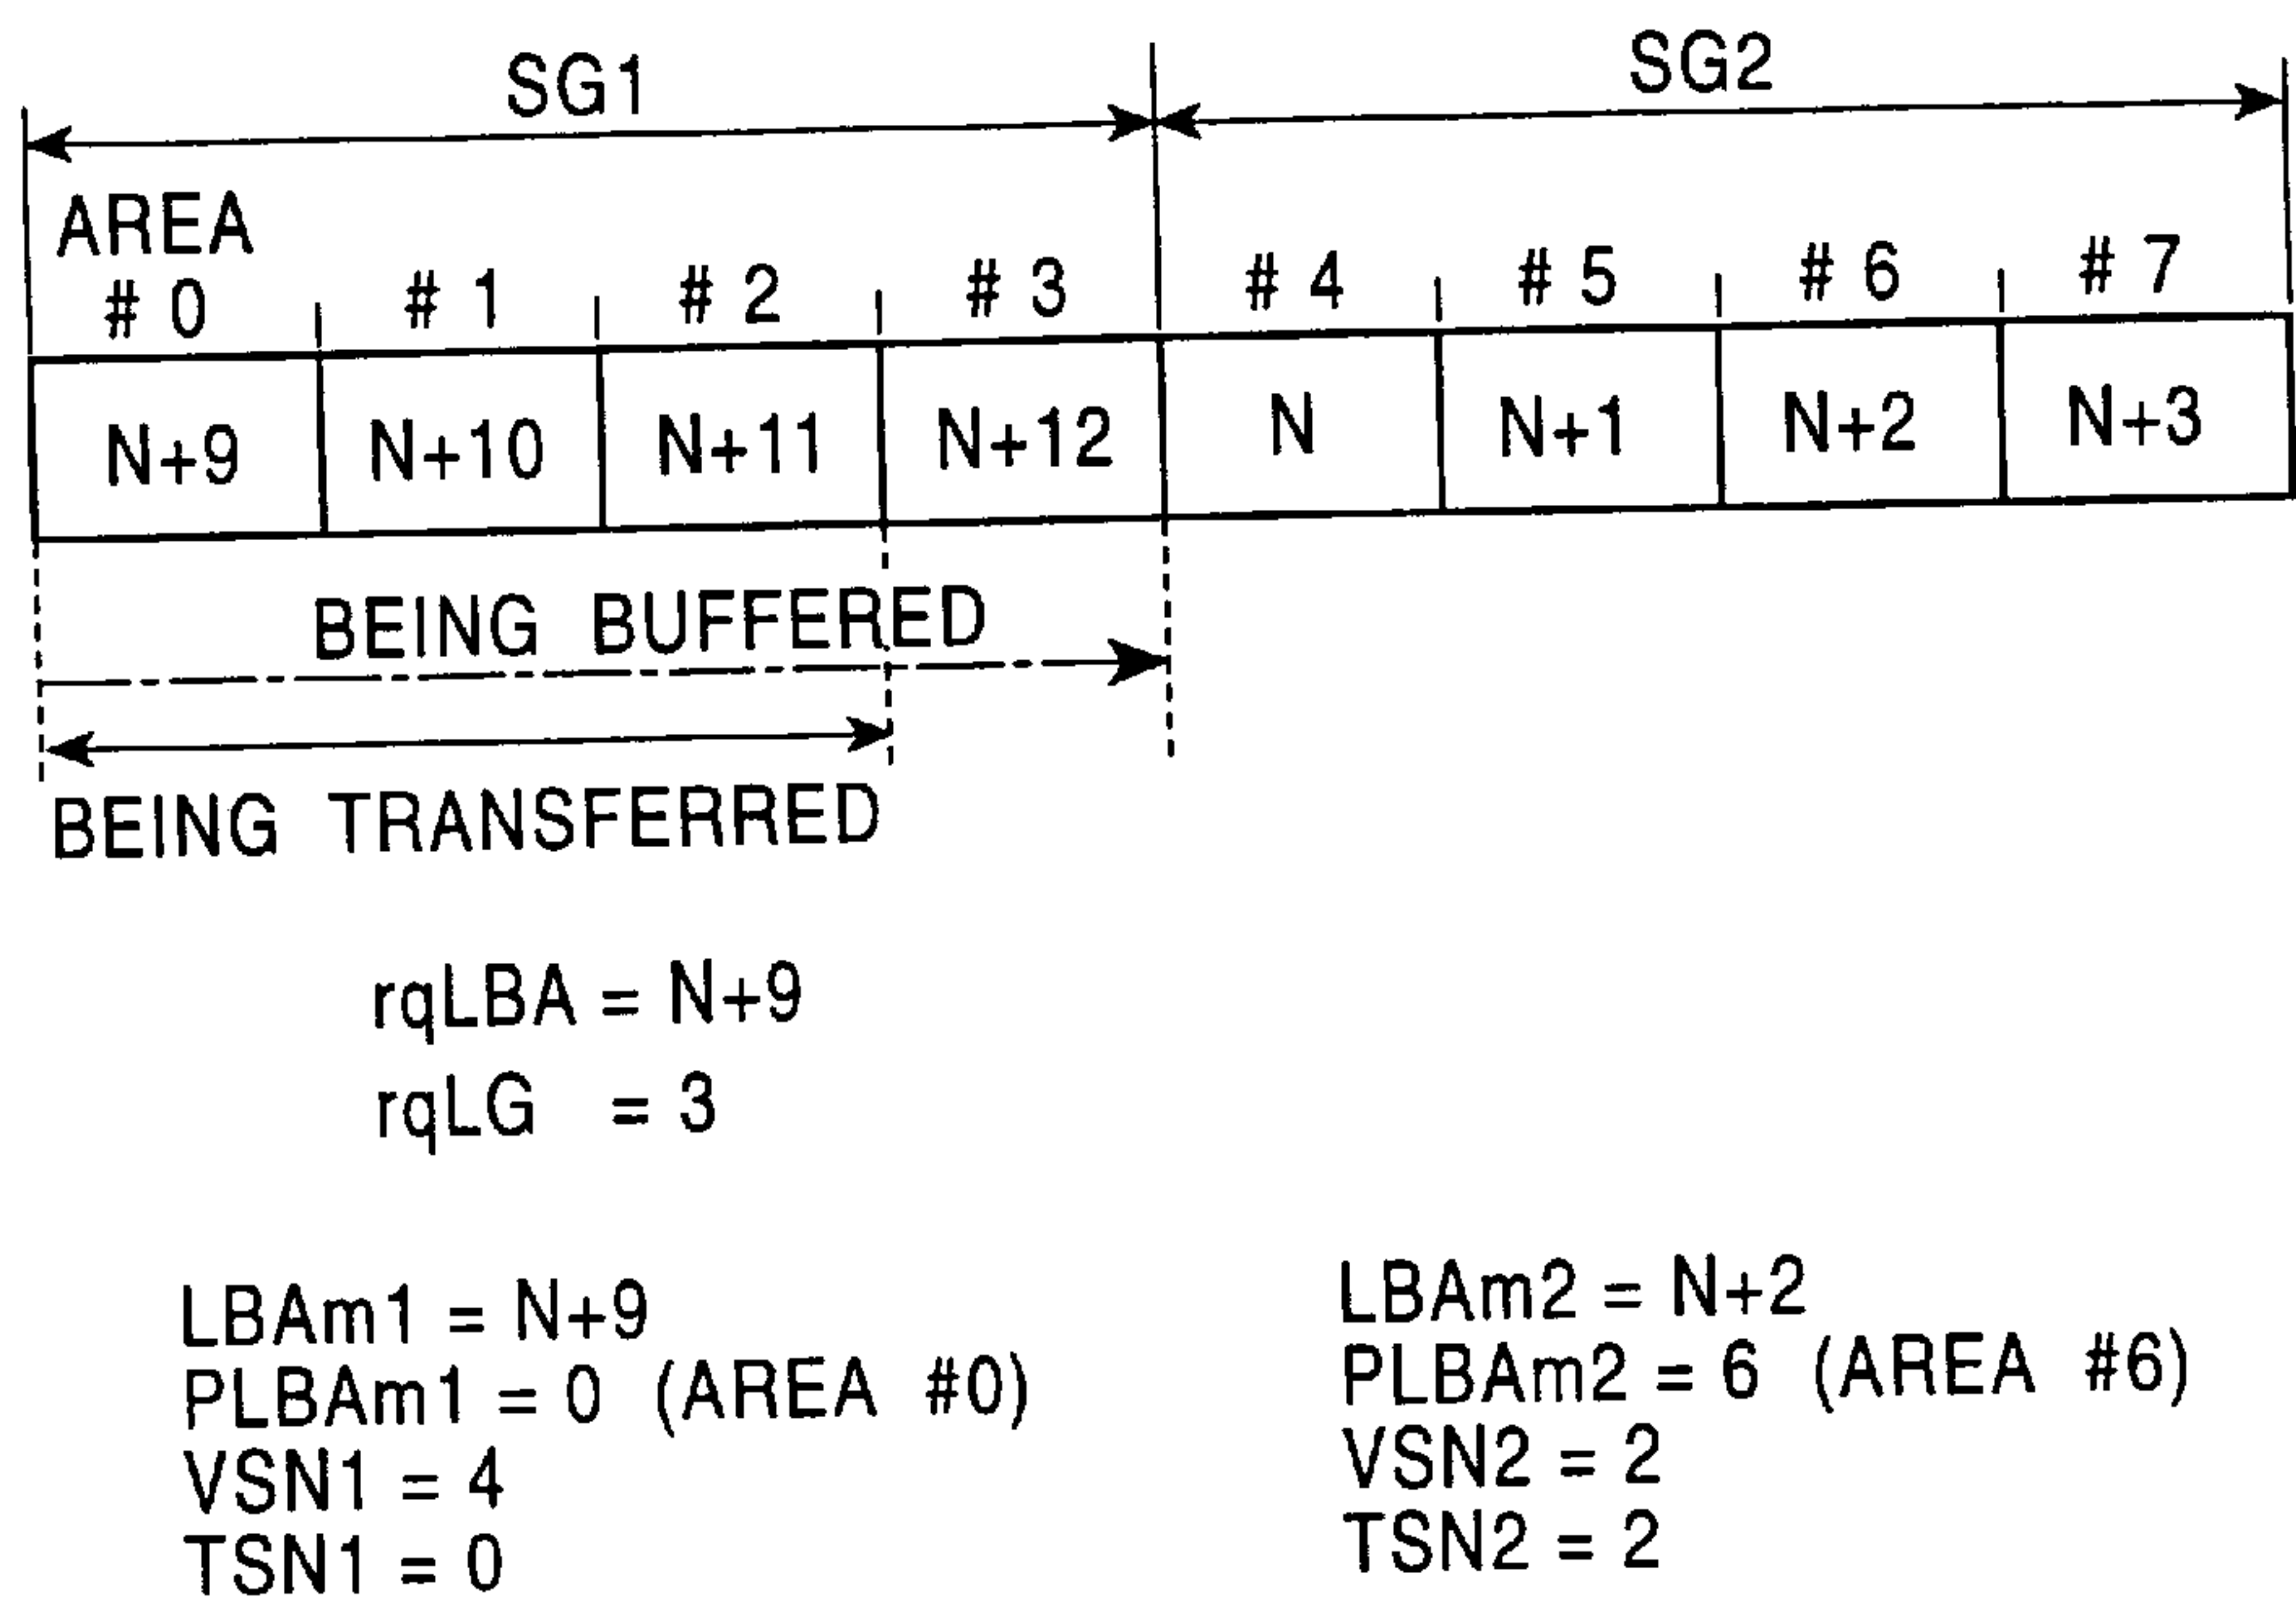 SG1 SG2
AREA
# 0 # 1 # 2 # 3 # 4 # 5 # 6 # 7
N+9 N+10 N+11 N+12 N N+1 N+2 N+3
BEING BUFFERED
BEING TRANSFERRED
rqLBA = N+9
rqLG = 3
LBAm1 = N+9
PLBAm1 = 0 (AREA #0)
VSN1 = 4
TSN1 = 0
LBAm2 = N+2
PLBAm2 = 6 (AREA #6)
VSN2 = 2
TSN2 = 2